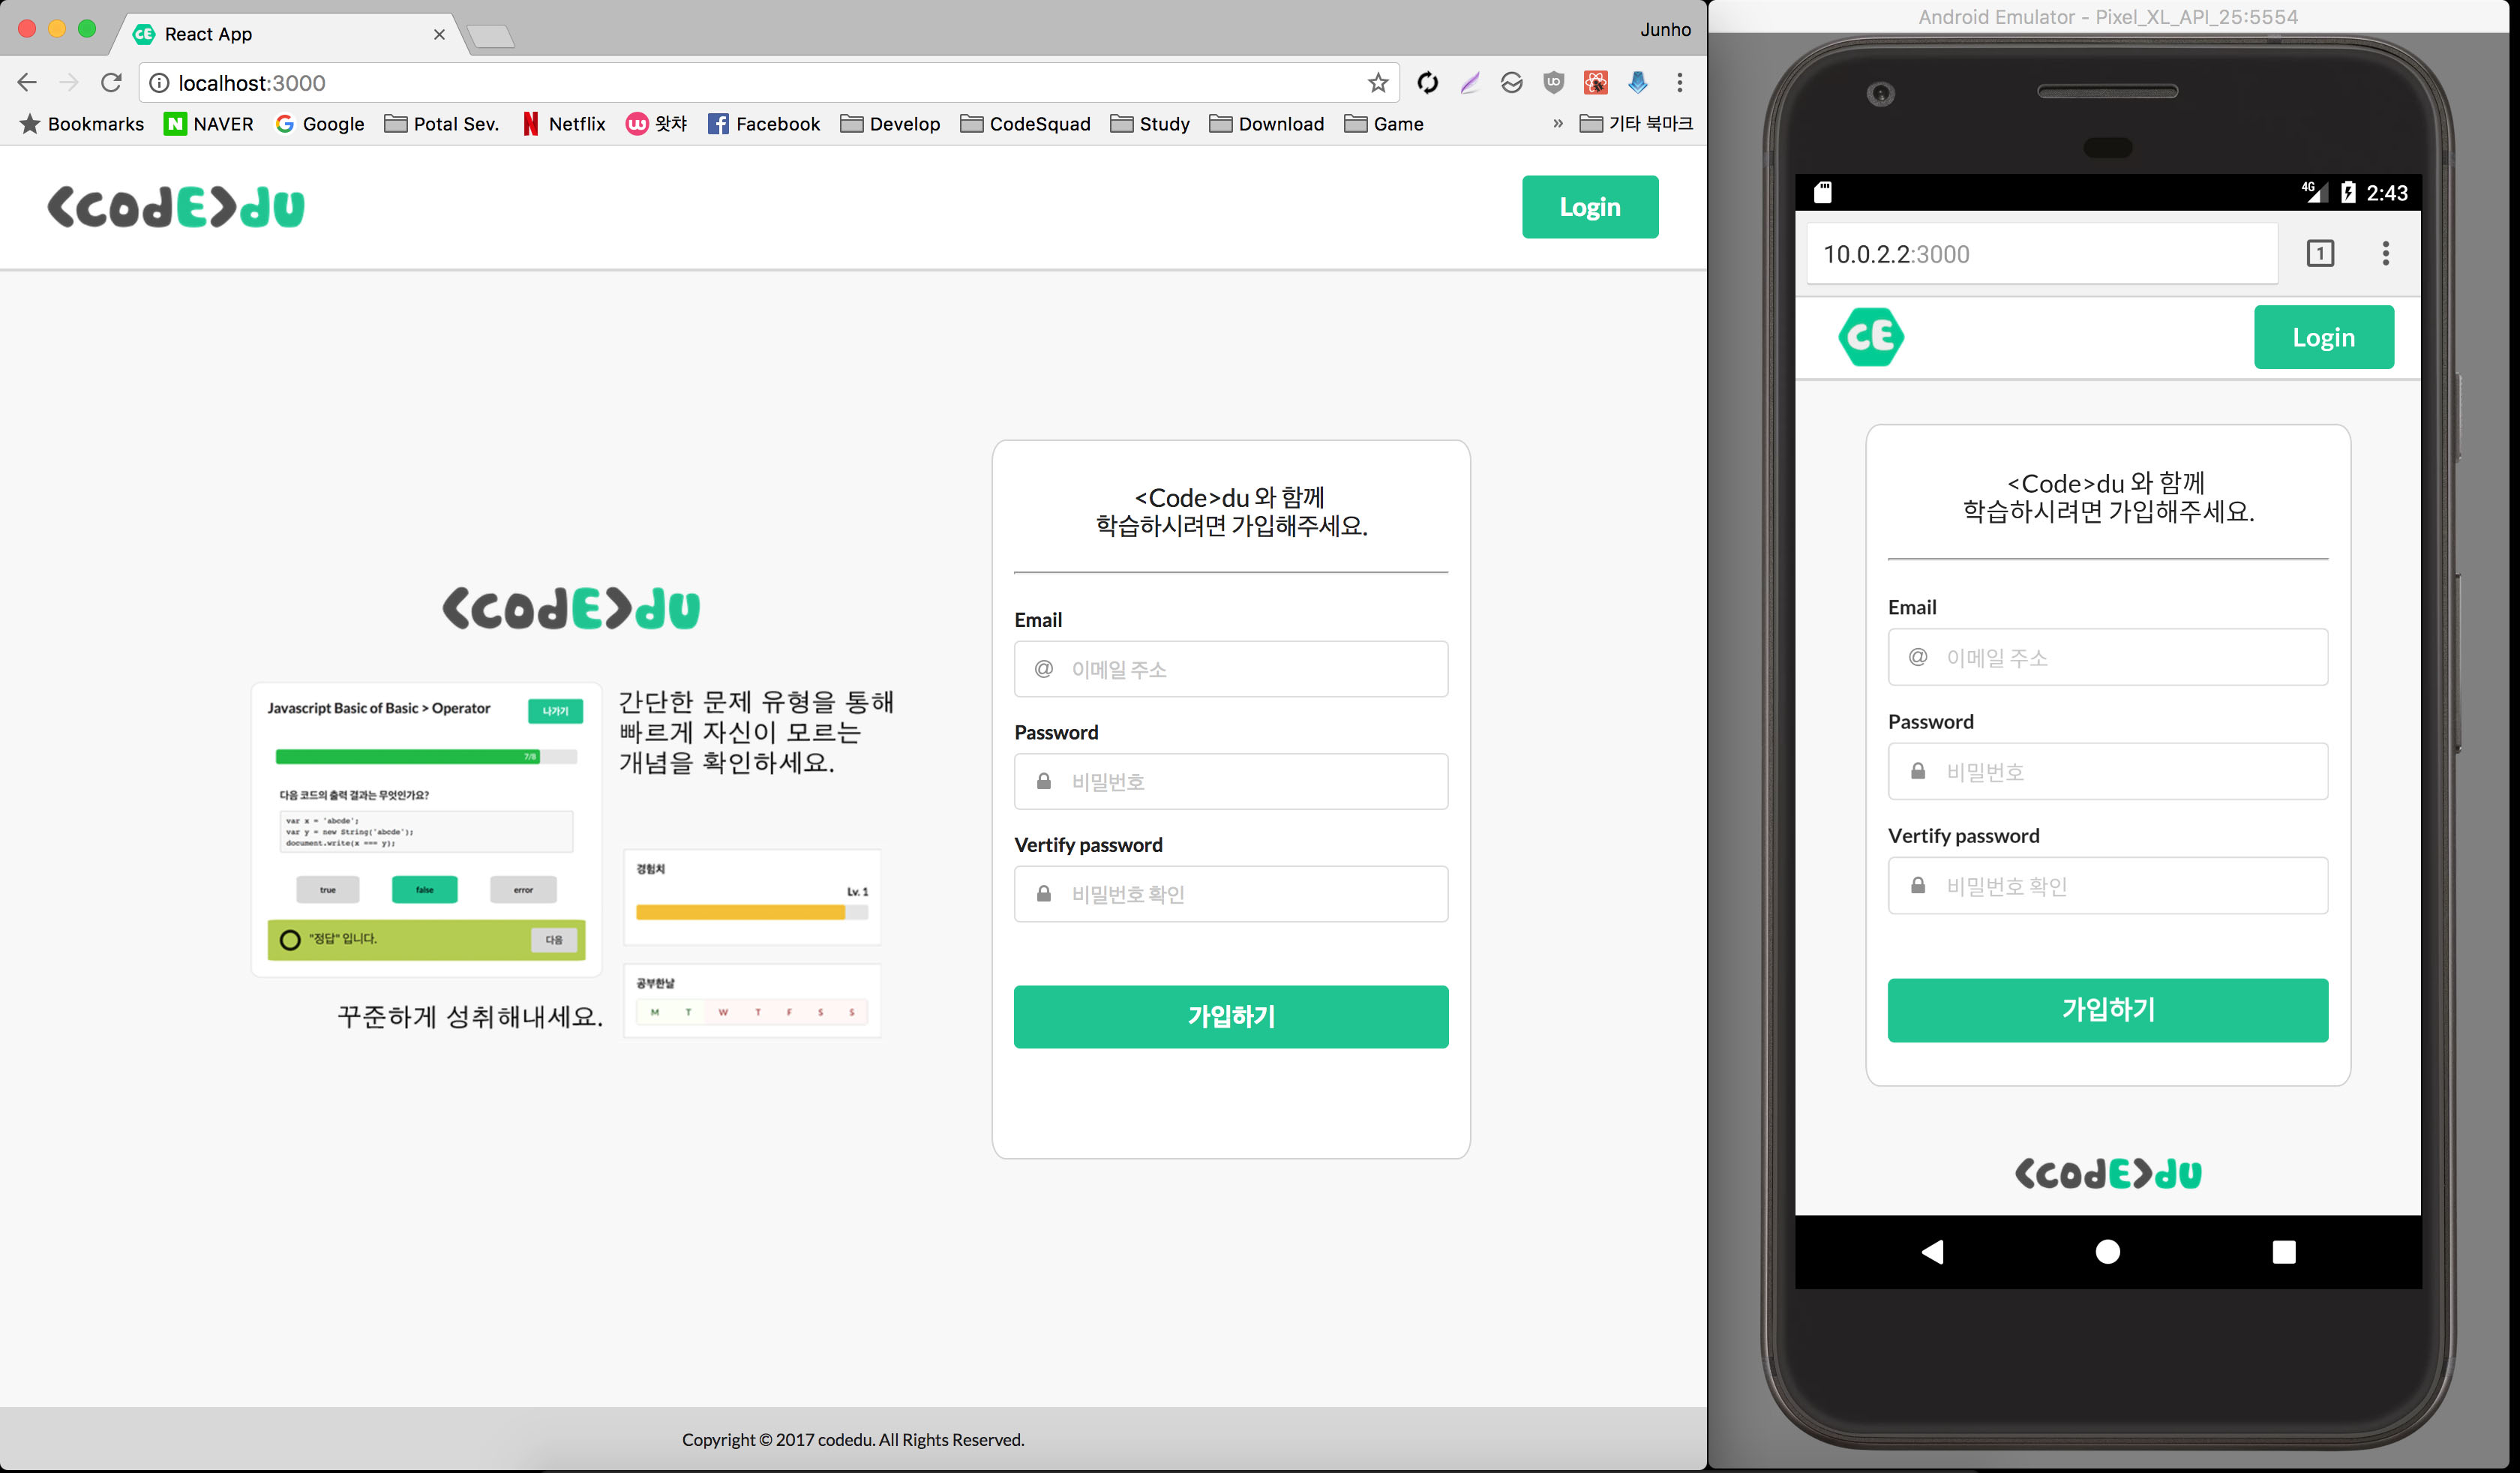 React App
Junho
localhost:3000
Bookmarks
NAVER
Google
Potal Sev.
Netflix
왓챠
Facebook
Develop
CodeSquad
Study
Download
Game
»
기타 북마크
<codE>du
Login
<codE>du
Javascript Basic of Basic > Operator
나가기
7/8
다음 코드의 출력 결과는 무엇인가요?
var x = 'abcde';
var y = new String('abcde');
document.write(x === y);
true
false
error
"정답" 입니다.
다음
간단한 문제 유형을 통해
빠르게 자신이 모르는
개념을 확인하세요.
경험치
Lv. 1
공부한날
M T W T F S S
꾸준하게 성취해내세요.
<Code>du 와 함께
학습하시려면 가입해주세요.
Email
@ 이메일 주소
Password
비밀번호
Vertify password
비밀번호 확인
가입하기
Copyright © 2017 codedu. All Rights Reserved.
Android Emulator - Pixel_XL_API_25:5554
4G
2:43
10.0.2.2:3000
1
CE
Login
<Code>du 와 함께
학습하시려면 가입해주세요.
Email
@ 이메일 주소
Password
비밀번호
Vertify password
비밀번호 확인
가입하기
<codE>du